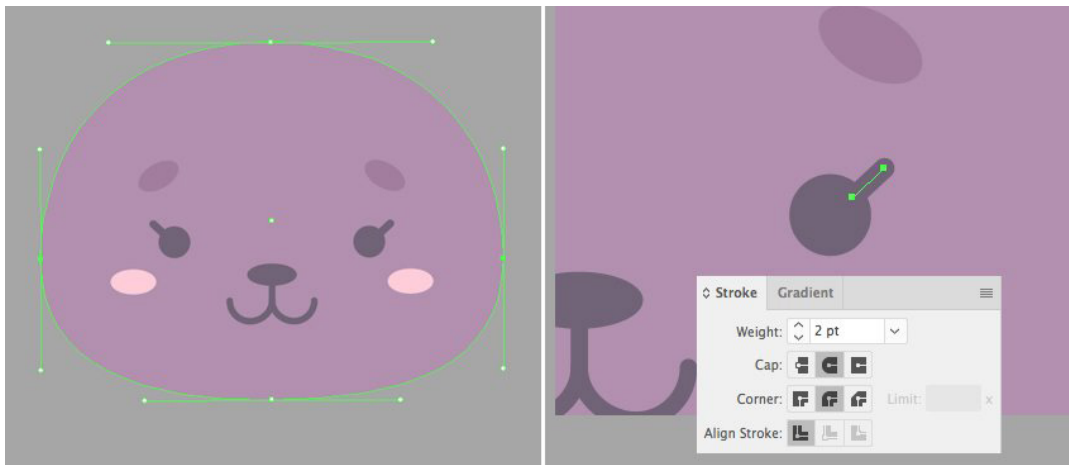 Stroke Gradient
Weight: 2 pt
Cap:
Corner: Limit: x
Align Stroke: